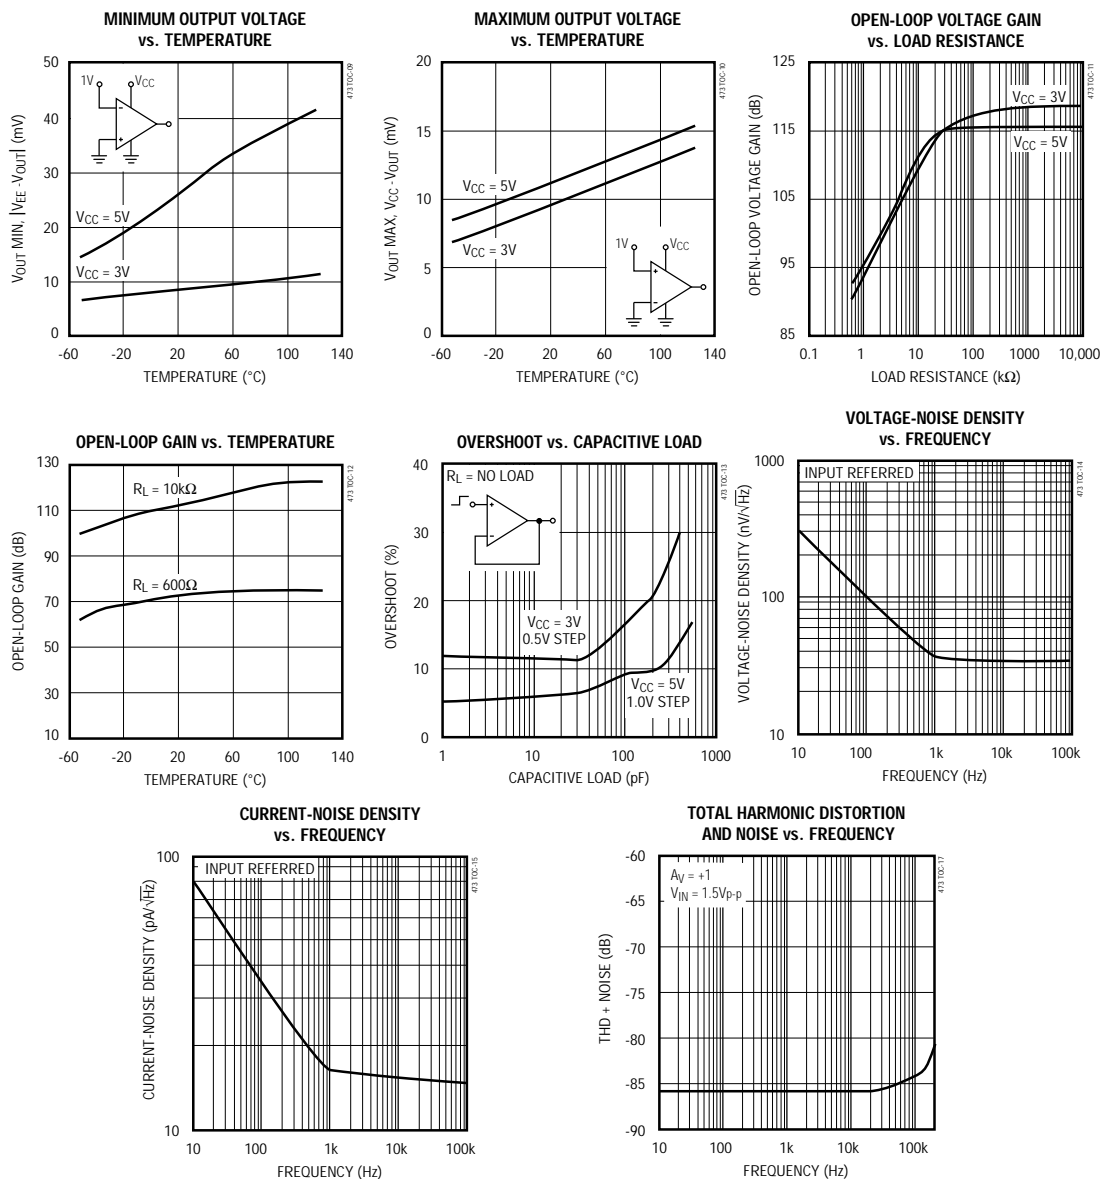 MINIMUM OUTPUT VOLTAGE
vs. TEMPERATURE
50
40
30
20
10
0
VOUT MIN, |VEE - VOUT| (mV)
1V
VCC
VCC = 5V
VCC = 3V
473 TOC-09
-60
-20
20
60
100
140
TEMPERATURE (°C)
MAXIMUM OUTPUT VOLTAGE
vs. TEMPERATURE
20
15
10
5
0
VOUT MAX, VCC - VOUT (mV)
VCC = 5V
VCC = 3V
1V
VCC
473 TOC-10
-60
-20
20
60
100
140
TEMPERATURE (°C)
OPEN-LOOP VOLTAGE GAIN
vs. LOAD RESISTANCE
125
115
105
95
85
OPEN-LOOP VOLTAGE GAIN (dB)
VCC = 3V
VCC = 5V
473 TOC-11
0.1
1
10
100
1000
10,000
LOAD RESISTANCE (kΩ)
OPEN-LOOP GAIN vs. TEMPERATURE
130
110
90
70
50
30
10
OPEN-LOOP GAIN (dB)
RL = 10kΩ
RL = 600Ω
473 TOC-12
-60
-20
20
60
100
140
TEMPERATURE (°C)
OVERSHOOT vs. CAPACITIVE LOAD
40
30
20
10
0
OVERSHOOT (%)
RL = NO LOAD
VCC = 3V
0.5V STEP
VCC = 5V
1.0V STEP
473 TOC-13
1
10
100
1000
CAPACITIVE LOAD (pF)
VOLTAGE-NOISE DENSITY
vs. FREQUENCY
1000
100
10
VOLTAGE-NOISE DENSITY (nV/√Hz)
INPUT REFERRED
473 TOC-14
10
100
1k
10k
100k
FREQUENCY (Hz)
CURRENT-NOISE DENSITY
vs. FREQUENCY
100
10
CURRENT-NOISE DENSITY (pA/√Hz)
INPUT REFERRED
473 TOC-15
10
100
1k
10k
100k
FREQUENCY (Hz)
TOTAL HARMONIC DISTORTION
AND NOISE vs. FREQUENCY
-60
-65
-70
-75
-80
-85
-90
THD + NOISE (dB)
AV = +1
VIN = 1.5Vp-p
473 TOC-17
10
100
1k
10k
100k
FREQUENCY (Hz)